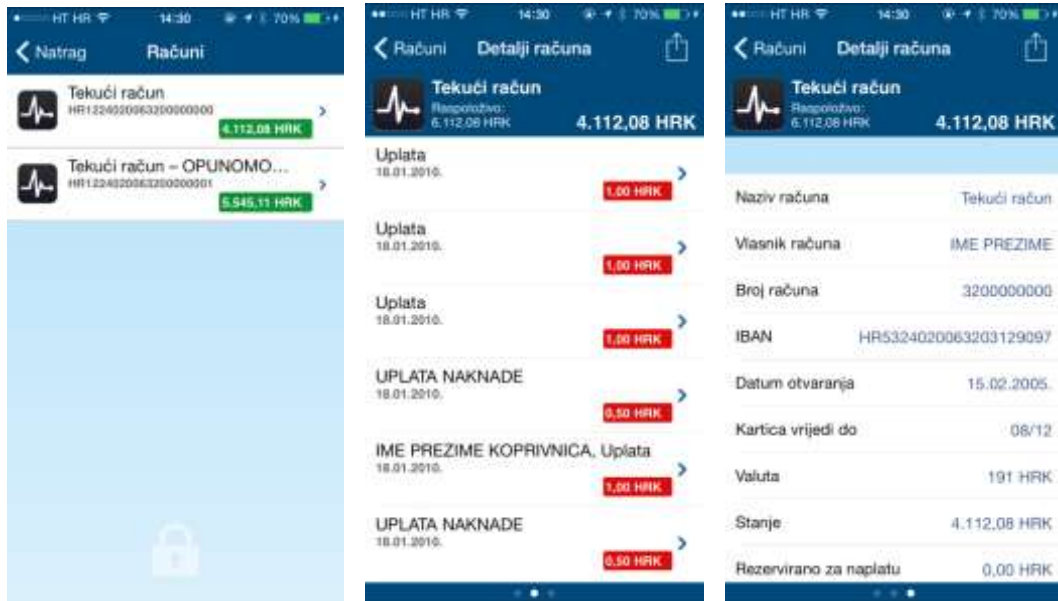 HT HR 14:30 70%
Natrag Računi
Tekući račun
HR1224020063200000000
4.112,08 HRK
Tekući račun – OPUNOMO...
HR1224020063200000001
5.545,11 HRK
HT HR 14:30 70%
Računi Detalji računa
Tekući račun
Raspoloživo:
6.112,08 HRK 4.112,08 HRK
Uplata
18.01.2010.
1,00 HRK
Uplata
18.01.2010.
1,00 HRK
Uplata
18.01.2010.
1,00 HRK
UPLATA NAKNADE
18.01.2010.
0,50 HRK
IME PREZIME KOPRIVNICA, Uplata
18.01.2010.
1,00 HRK
UPLATA NAKNADE
18.01.2010.
0,50 HRK
HT HR 14:30 70%
Računi Detalji računa
Tekući račun
Raspoloživo:
6.112,08 HRK 4.112,08 HRK
Naziv računa Tekući račun
Vlasnik računa IME PREZIME
Broj računa 3200000000
IBAN HR5324020063203129097
Datum otvaranja 15.02.2005.
Kartica vrijedi do 08/12
Valuta 191 HRK
Stanje 4.112,08 HRK
Rezervirano za naplatu 0,00 HRK